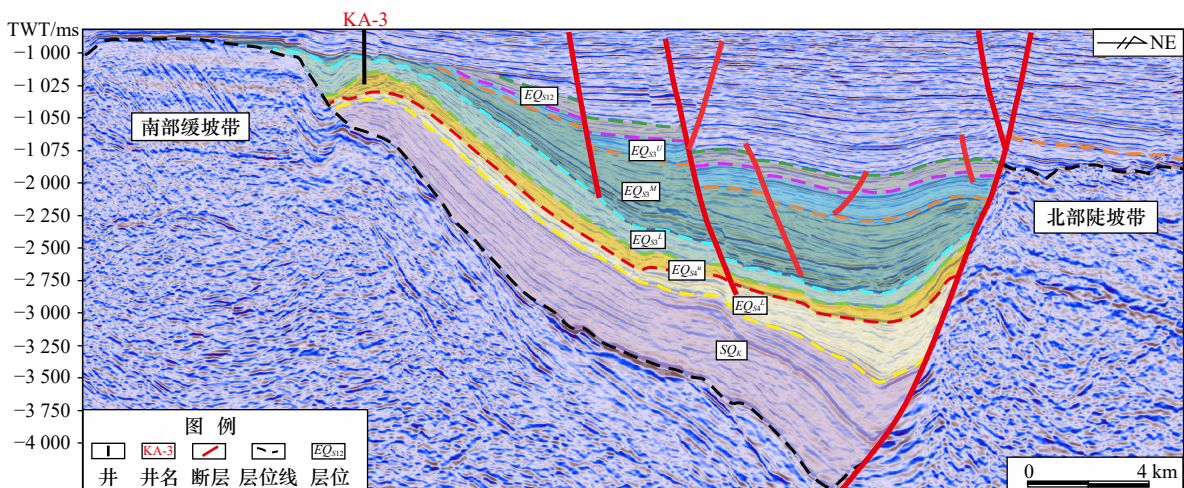 TWT/ms
KA-3
NE
−1 000
−1 025
−1 050
−1 075
−2 000
−2 250
−2 500
−2 750
−3 000
−3 250
−3 500
−3 750
−4 000
南部缓坡带
北部陡坡带
EQS12
EQS3U
EQS3M
EQS3L
EQS4u
EQS4L
SQK
图 例
KA-3
EQS12
井
井名
断层
层位线
层位
0
4 km